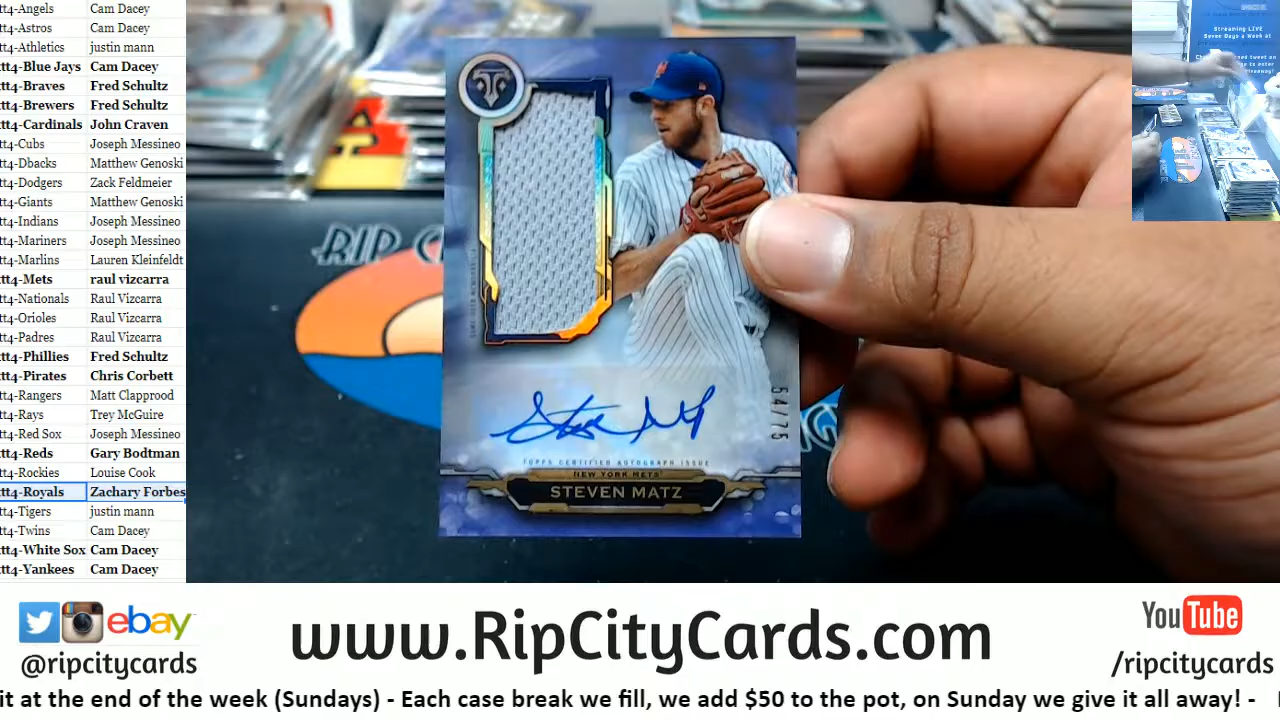 tt4-Angels Cam Dacey
tt4-Astros Cam Dacey
tt4-Athletics justin mann
tt4-Blue Jays Cam Dacey
tt4-Braves Fred Schultz
tt4-Brewers Fred Schultz
tt4-Cardinals John Craven
tt4-Cubs Joseph Messineo
tt4-Dbacks Matthew Genoski
tt4-Dodgers Zack Feldmeier
tt4-Giants Matthew Genoski
tt4-Indians Joseph Messineo
tt4-Mariners Joseph Messineo
tt4-Marlins Lauren Kleinfeldt
tt4-Mets raul vizcarra
tt4-Nationals Raul Vizcarra
tt4-Orioles Raul Vizcarra
tt4-Padres Raul Vizcarra
tt4-Phillies Fred Schultz
tt4-Pirates Chris Corbett
tt4-Rangers Matt Clapprood
tt4-Rays Trey McGuire
tt4-Red Sox Joseph Messineo
tt4-Reds Gary Bodtman
tt4-Rockies Louise Cook
tt4-Royals Zachary Forbes
tt4-Tigers justin mann
tt4-Twins Cam Dacey
tt4-White Sox Cam Dacey
tt4-Yankees Cam Dacey
Streaming LIVE
Seven Days a Week at
RIP C
54/75
TOPPS CERTIFIED AUTOGRAPH ISSUE
NEW YORK METS
STEVEN MATZ
ebay
@ripcitycards
www.RipCityCards.com
YouTube
/ripcitycards
it at the end of the week (Sundays) - Each case break we fill, we add $50 to the pot, on Sunday we give it all away! -